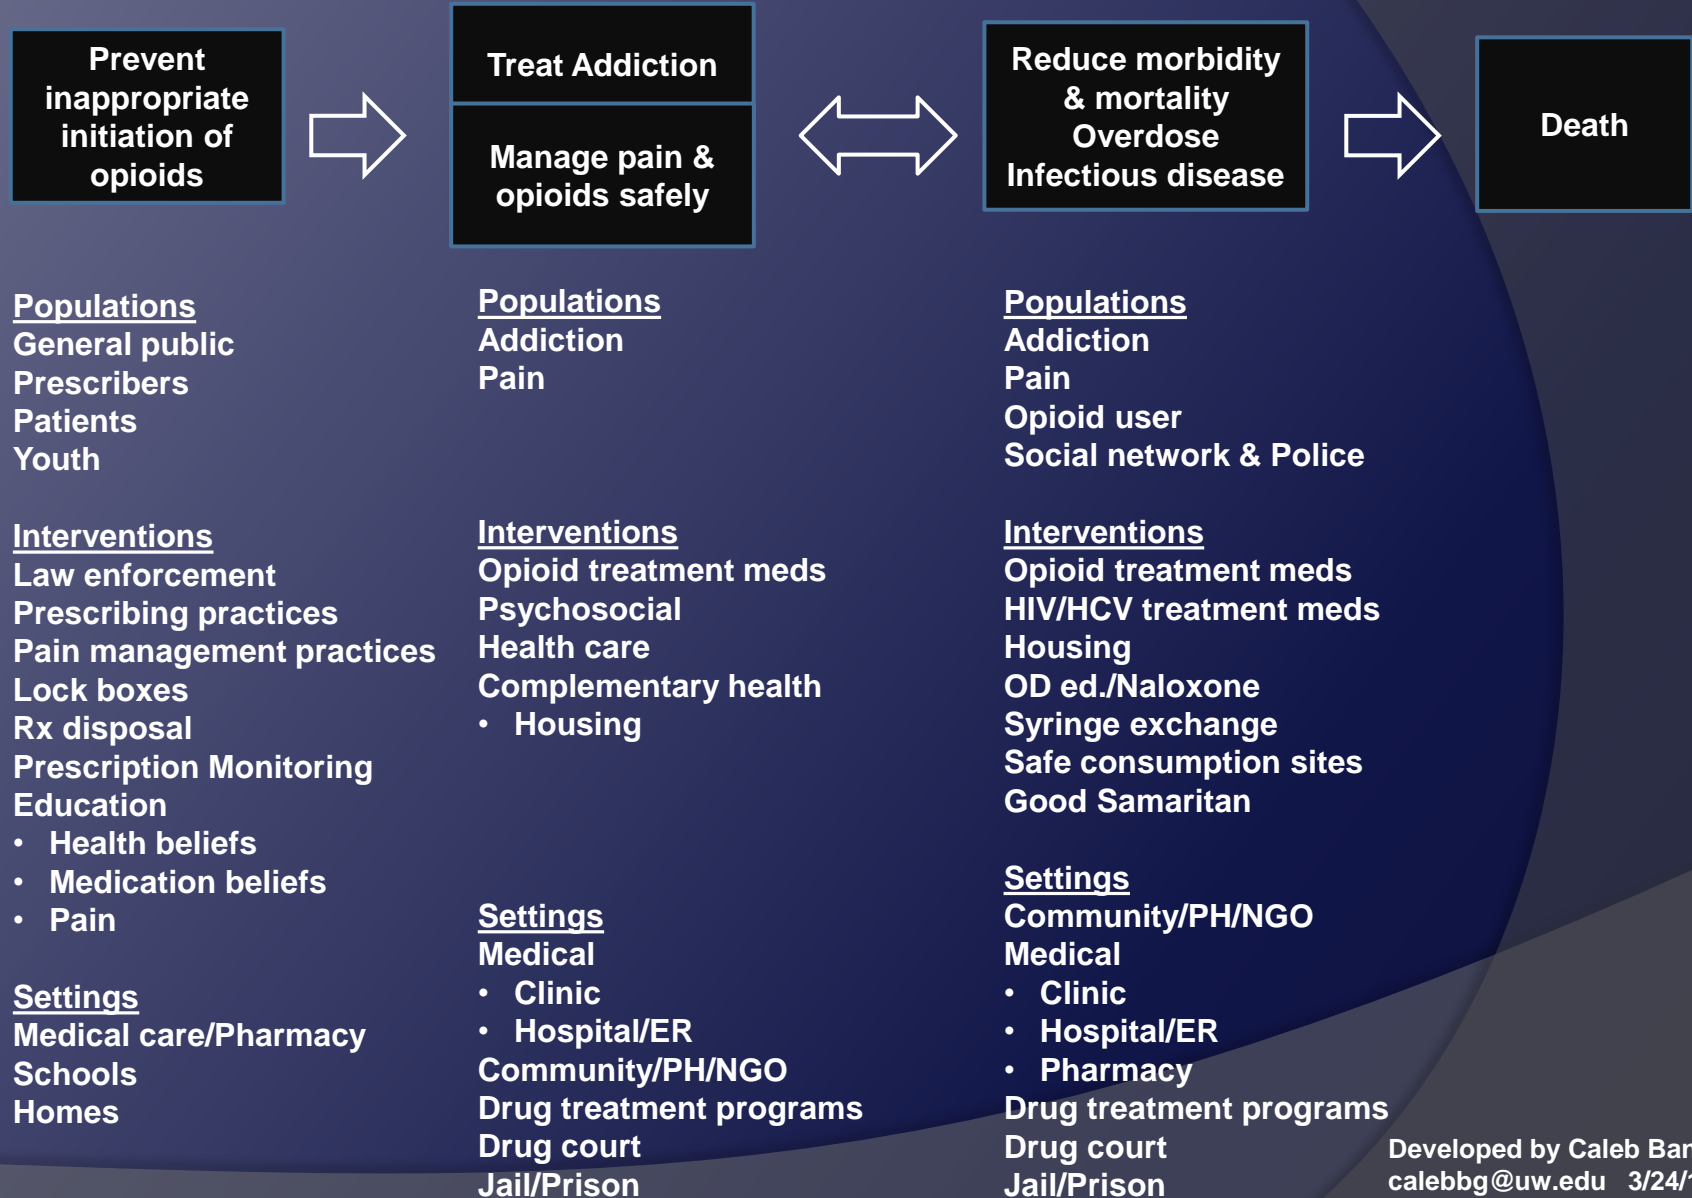 Prevent
inappropriate
initiation of
opioids
Treat Addiction
Manage pain &
opioids safely
Reduce morbidity
& mortality
Overdose
Infectious disease
Death
Populations
General public
Prescribers
Patients
Youth
Interventions
Law enforcement
Prescribing practices
Pain management practices
Lock boxes
Rx disposal
Prescription Monitoring
Education
• Health beliefs
• Medication beliefs
• Pain
Settings
Medical care/Pharmacy
Schools
Homes
Populations
Addiction
Pain
Interventions
Opioid treatment meds
Psychosocial
Health care
Complementary health
• Housing
Settings
Medical
• Clinic
• Hospital/ER
Community/PH/NGO
Drug treatment programs
Drug court
Jail/Prison
Populations
Addiction
Pain
Opioid user
Social network & Police
Interventions
Opioid treatment meds
HIV/HCV treatment meds
Housing
OD ed./Naloxone
Syringe exchange
Safe consumption sites
Good Samaritan
Settings
Community/PH/NGO
Medical
• Clinic
• Hospital/ER
• Pharmacy
Drug treatment programs
Drug court
Jail/Prison
Developed by Caleb
calebbg@uw.edu